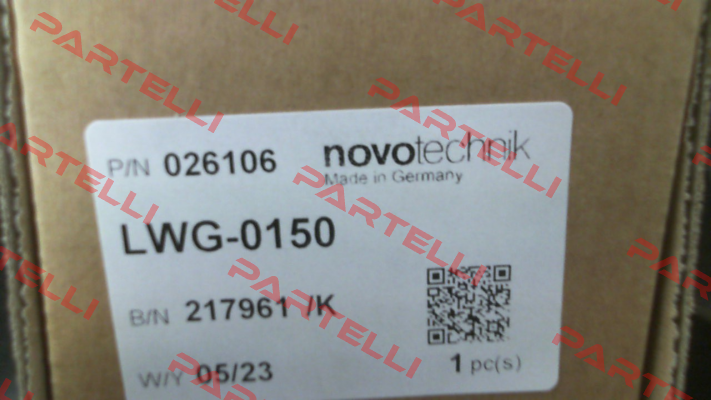 P/N 026106 novotechnik
Made in Germany
LWG-0150
B/N 217961 /K
W/Y 05/23
1 pc(s)
PARTELLI
PARTELLI
PARTELLI
PARTELLI
PARTELLI
PARTELLI
PARTELLI
PARTELLI